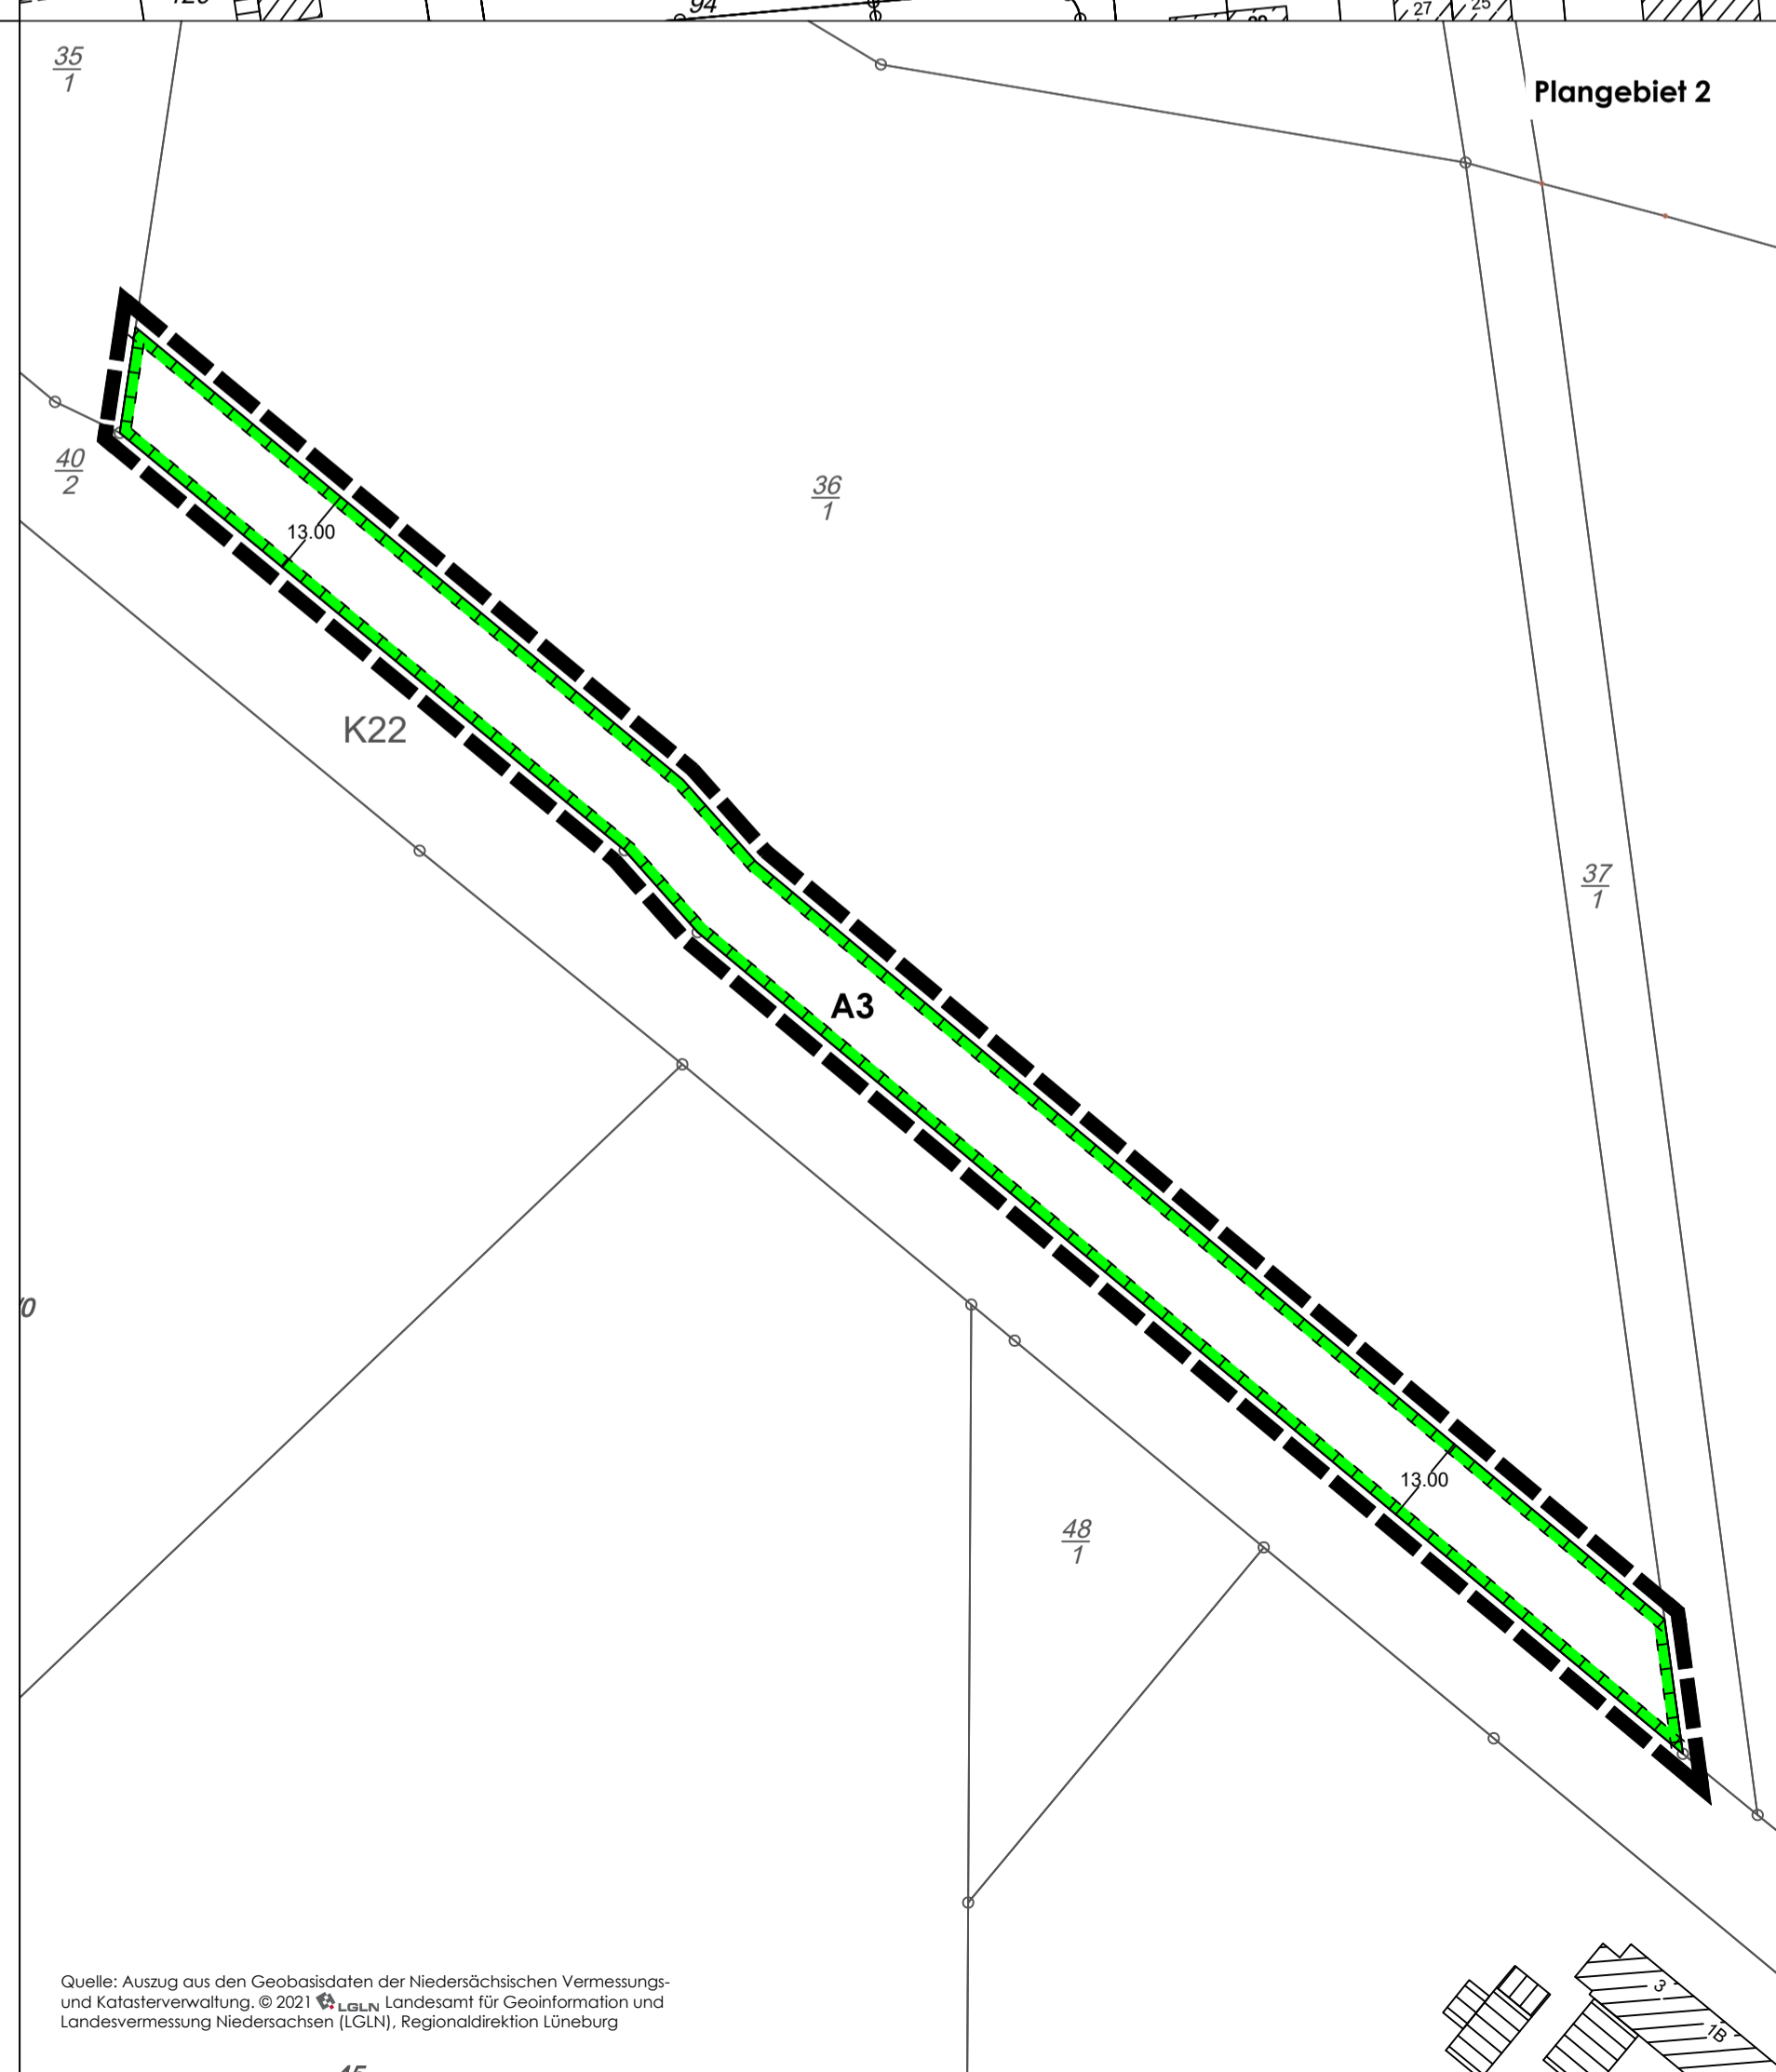 94
27
25
35
1
Plangebiet 2
40
2
36
1
13.00
K22
37
1
A3
13.00
48
1
3
1B
Quelle: Auszug aus den Geobasisdaten der Niedersächsischen Vermessungs-
und Katasterverwaltung. © 2021 LGLN Landesamt für Geoinformation und
Landesvermessung Niedersachsen (LGLN), Regionaldirektion Lüneburg